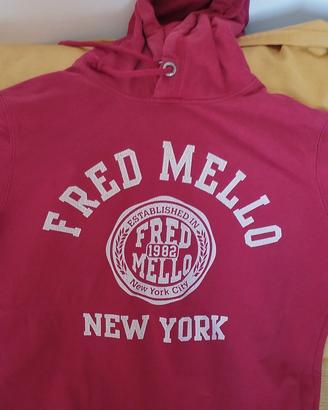 FRED MELLO
ESTABLISHED IN
FRED
1982
MELLO
New York City
NEW YORK